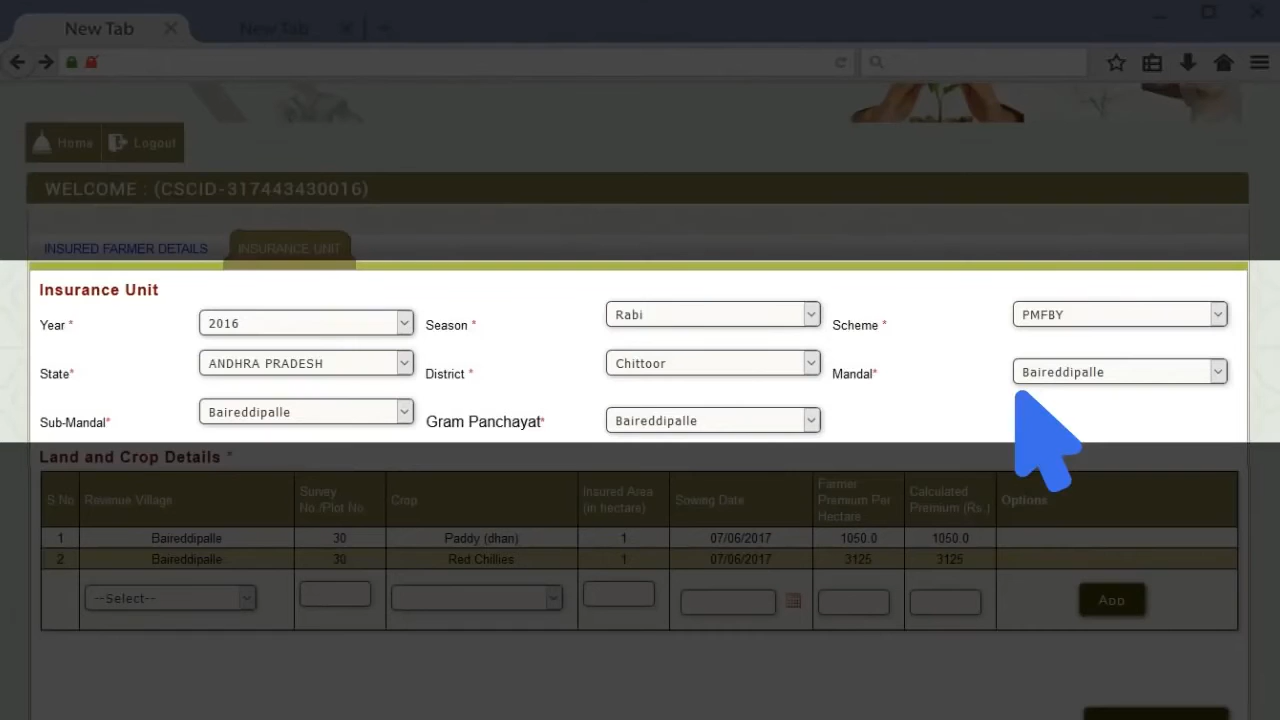 New Tab New Tab
Home Logout
WELCOME : (CSCID-317443430016)
INSURED FARMER DETAILS INSURANCE UNIT
Insurance Unit
Year * 2016 Season * Rabi Scheme * PMFBY
State* ANDHRA PRADESH District * Chittoor Mandal* Baireddipalle
Sub-Mandal* Baireddipalle Gram Panchayat* Baireddipalle
Land and Crop Details *
S No Revenue Village Survey No./Plot No. Crop Insured Area (in hectare) Sowing Date Farmer Premium Per Hectare Calculated Premium (Rs.) Options
1 Baireddipalle 30 Paddy (dhan) 1 07/06/2017 1050.0 1050.0
2 Baireddipalle 30 Red Chillies 1 07/06/2017 3125 3125
--Select-- ADD